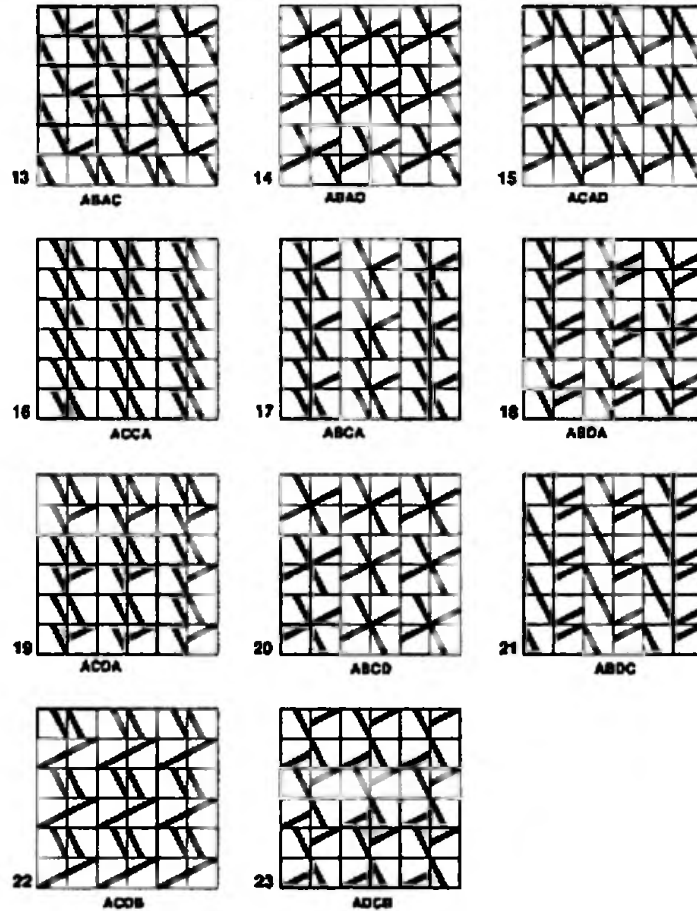 13 14 15
ABAC ABAD ACAD
16 17 18
ACCA ABCA ABDA
19 20 21
ACDA ABCD ABDC
22 23
ACDB ADCB